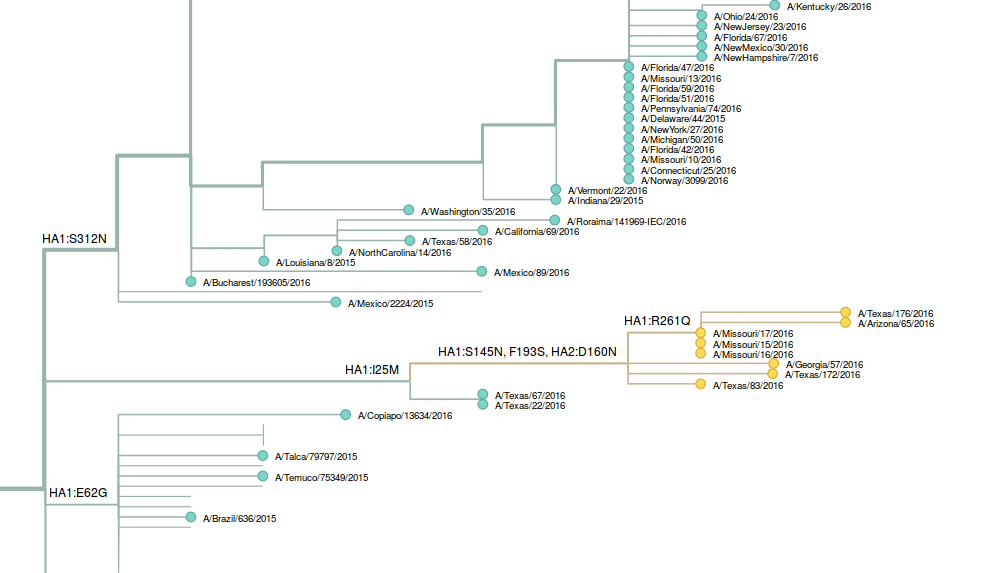 A/Kentucky/26/2016
A/Ohio/24/2016
A/NewJersey/23/2016
A/Florida/67/2016
A/NewMexico/30/2016
A/NewHampshire/7/2016
A/Florida/47/2016
A/Missouri/13/2016
A/Florida/59/2016
A/Florida/51/2016
A/Pennsylvania/74/2016
A/Delaware/44/2015
A/NewYork/27/2016
A/Michigan/50/2016
A/Florida/42/2016
A/Missouri/10/2016
A/Connecticut/25/2016
A/Norway/3099/2016
A/Vermont/22/2016
A/Indiana/29/2015
A/Washington/35/2016
A/Roraima/141969-IEC/2016
A/California/69/2016
HA1:S312N
A/Texas/58/2016
A/NorthCarolina/14/2016
A/Louisiana/8/2015
A/Mexico/89/2016
A/Bucharest/193605/2016
A/Mexico/2224/2015
A/Texas/176/2016
HA1:R261Q
A/Arizona/65/2016
A/Missouri/17/2016
A/Missouri/15/2016
A/Missouri/16/2016
HA1:S145N, F193S, HA2:D160N
A/Georgia/57/2016
HA1:I25M
A/Texas/172/2016
A/Texas/83/2016
A/Texas/67/2016
A/Texas/22/2016
A/Copiapo/13634/2016
A/Talca/79797/2015
A/Temuco/75349/2015
HA1:E62G
A/Brazil/636/2015